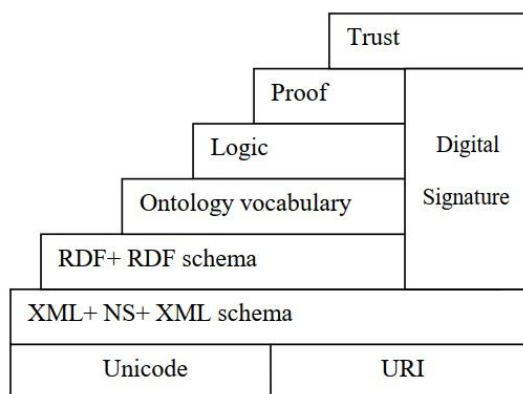 Trust
Proof
Logic
Digital
Signature
Ontology vocabulary
RDF+ RDF schema
XML+ NS+ XML schema
Unicode
URI